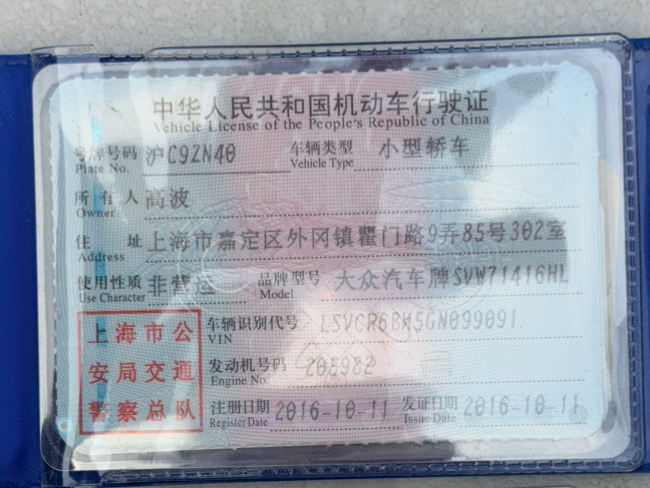 中华人民共和国机动车行驶证
Vehicle License of the People's Republic of China
号牌号码 沪C9ZN40 车辆类型 小型轿车
Plate No. Vehicle Type
所有人 高波
Owner
住址 上海市嘉定区外冈镇瞿门路9弄85号302室
Address
使用性质 非营运 品牌型号 大众汽车牌SVW71416HL
Use Character Model
上海市公 车辆识别代号 LSVCR6BM5GN099091
VIN
安局交通 发动机号码 208982
Engine No.
警察总队 注册日期 2016-10-11 发证日期 2016-10-11
Register Date Issue Date